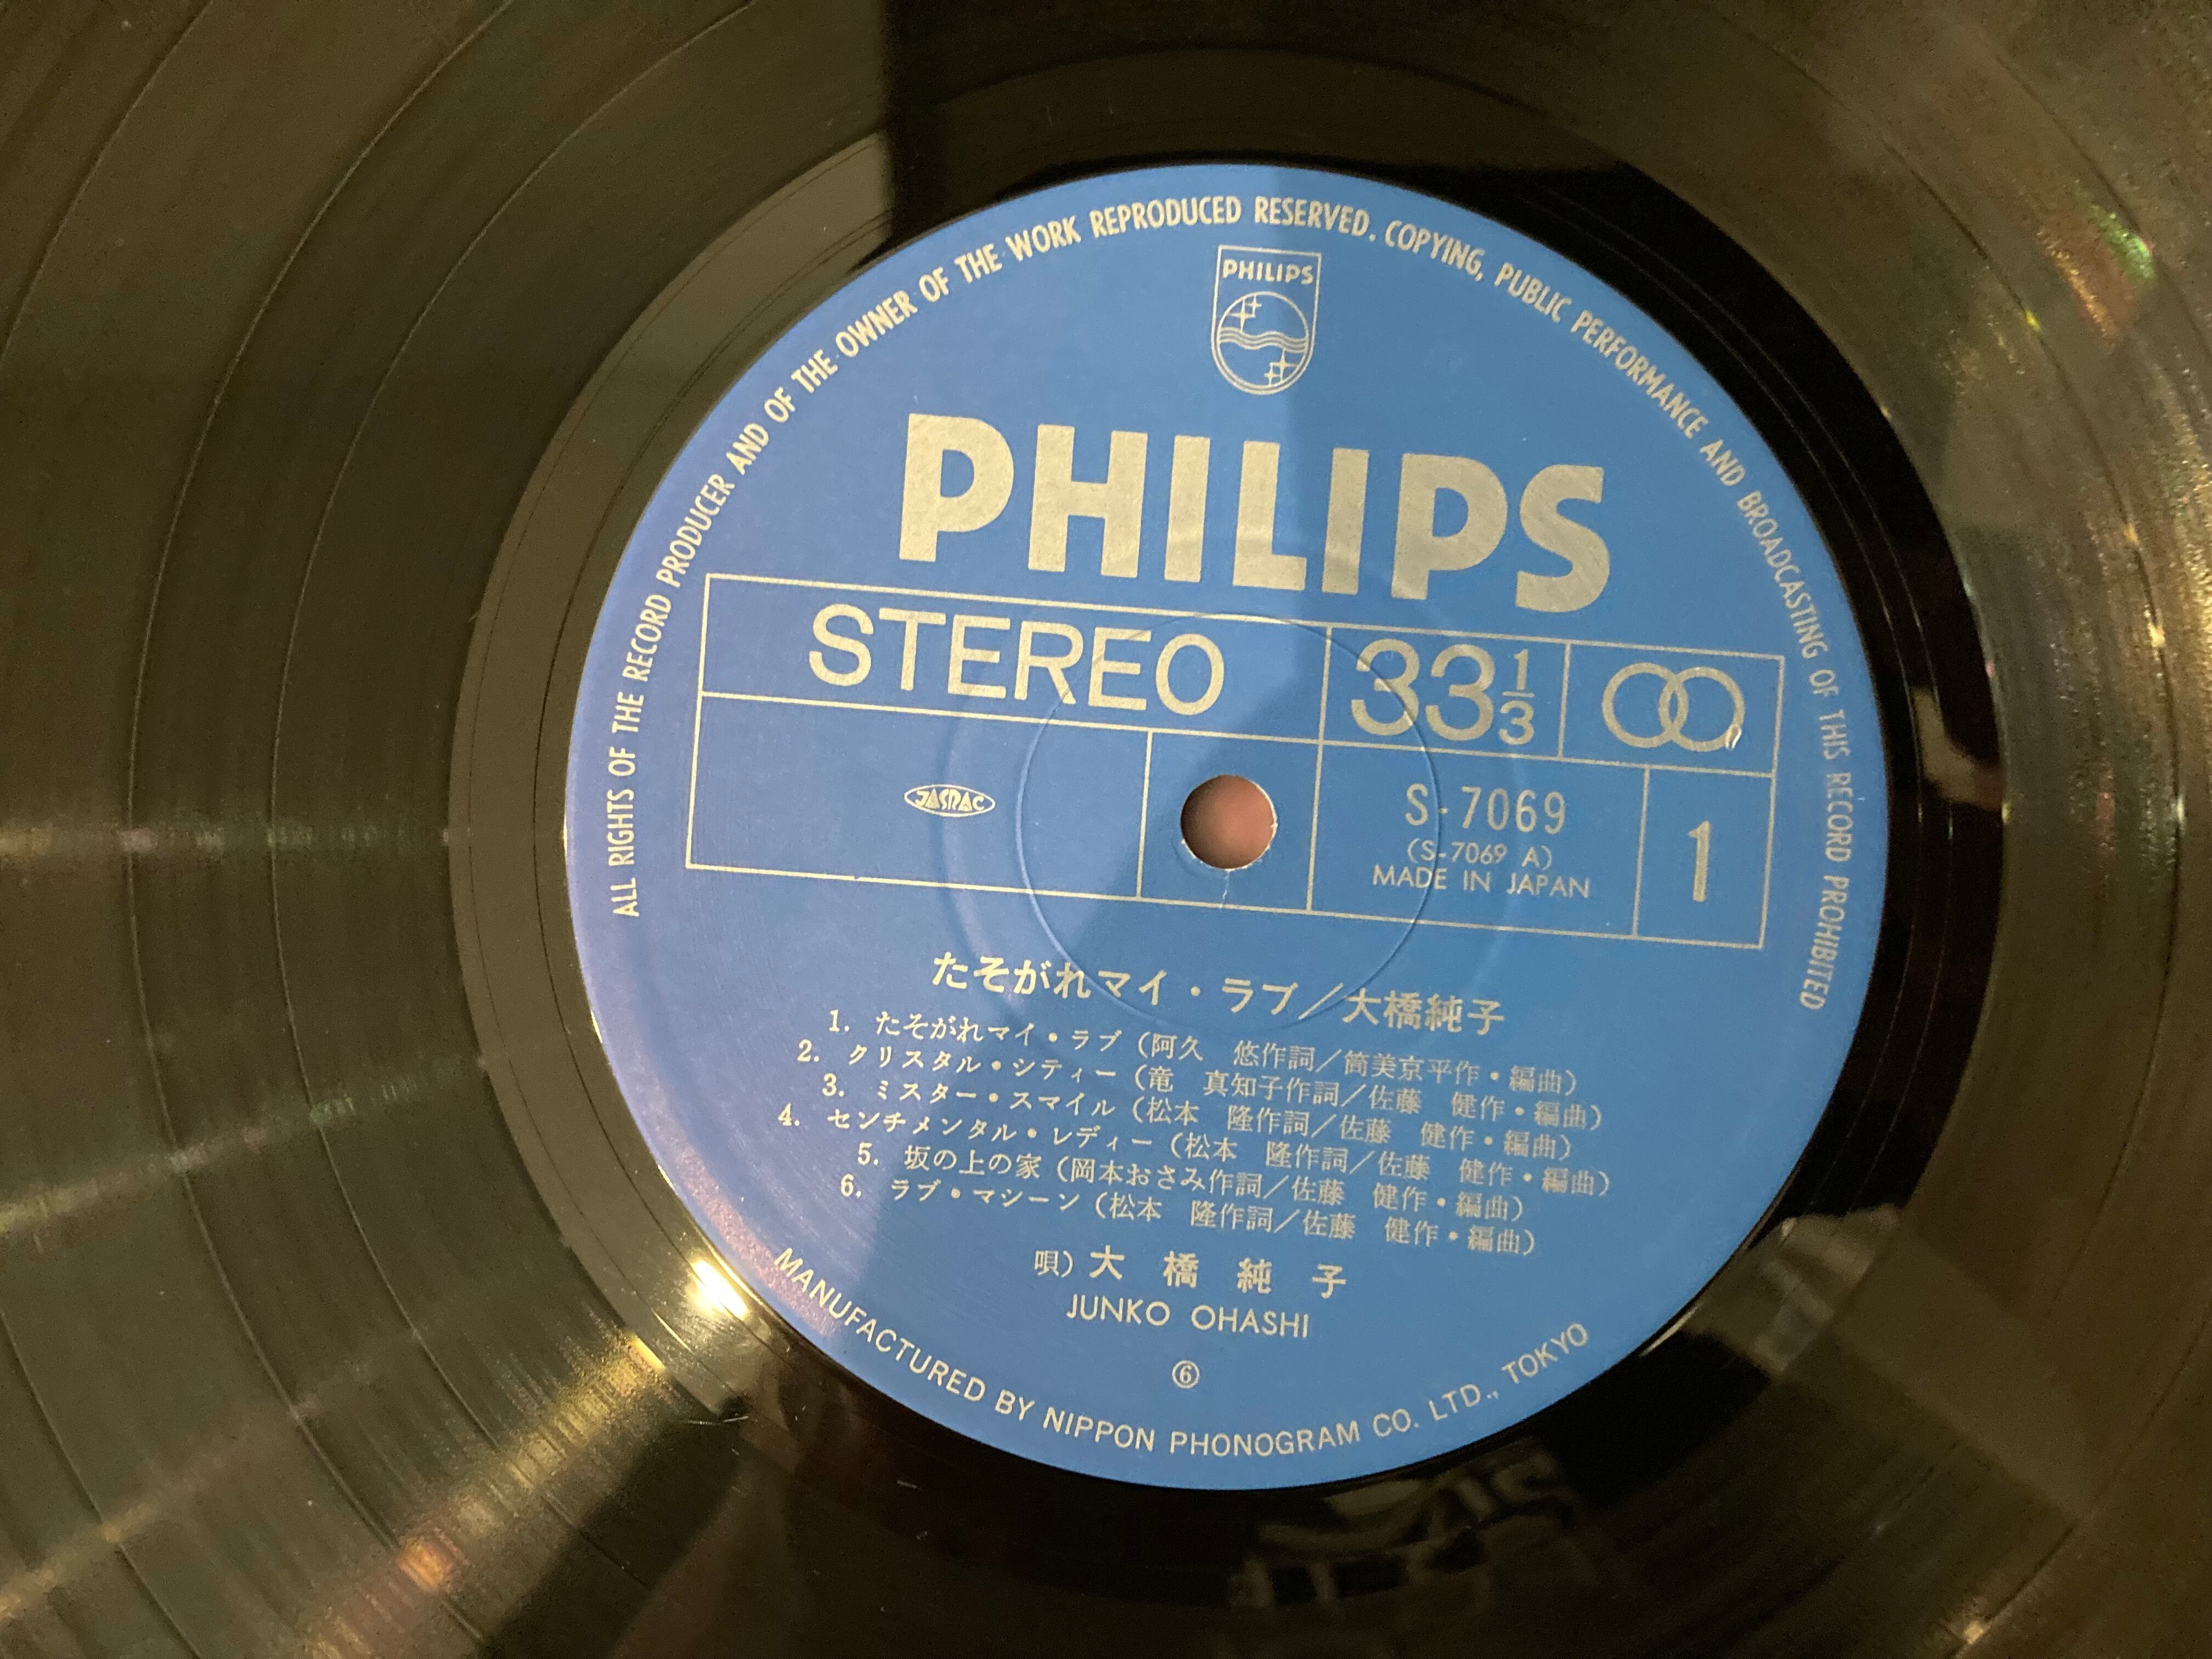 ALL RIGHTS OF THE RECORD PRODUCER AND OF THE OWNER OF THE WORK REPRODUCED RESERVED. COPYING, PUBLIC PERFORMANCE AND BROADCASTING OF THIS RECORD PROHIBITED
PHILIPS
PHILIPS
STEREO
33 1/3
JASRAC
S-7069
(S-7069 A)
MADE IN JAPAN
1
たそがれマイ・ラブ／大橋純子
1. たそがれマイ・ラブ（阿久 悠作詞／筒美京平作・編曲）
2. クリスタル・シティー（竜 真知子作詞／佐藤 健作・編曲）
3. ミスター・スマイル（松本 隆作詞／佐藤 健作・編曲）
4. センチメンタル・レディー（松本 隆作詞／佐藤 健作・編曲）
5. 坂の上の家（岡本おさみ作詞／佐藤 健作・編曲）
6. ラブ・マシーン（松本 隆作詞／佐藤 健作・編曲）
唄）大橋純子
JUNKO OHASHI
⑥
MANUFACTURED BY NIPPON PHONOGRAM CO. LTD., TOKYO